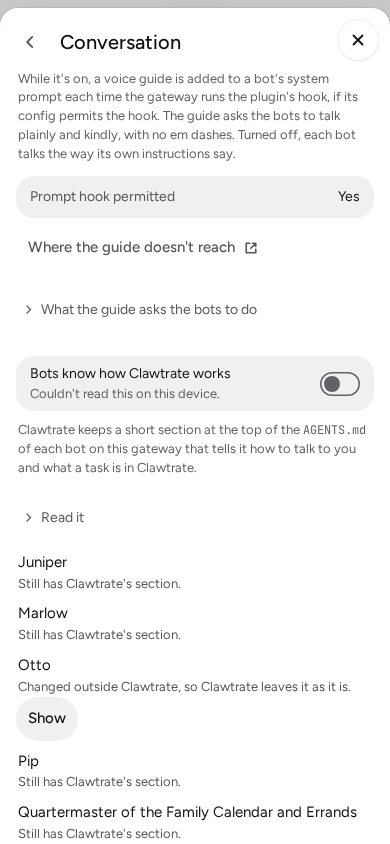 Conversation
While it's on, a voice guide is added to a bot's system
prompt each time the gateway runs the plugin's hook, if its
config permits the hook. The guide asks the bots to talk
plainly and kindly, with no em dashes. Turned off, each bot
talks the way its own instructions say.
Prompt hook permitted Yes
Where the guide doesn't reach
What the guide asks the bots to do
Bots know how Clawtrate works
Couldn't read this on this device.
Clawtrate keeps a short section at the top of the AGENTS.md
of each bot on this gateway that tells it how to talk to you
and what a task is in Clawtrate.
Read it
Juniper
Still has Clawtrate's section.
Marlow
Still has Clawtrate's section.
Otto
Changed outside Clawtrate, so Clawtrate leaves it as it is.
Show
Pip
Still has Clawtrate's section.
Quartermaster of the Family Calendar and Errands
Still has Clawtrate's section.